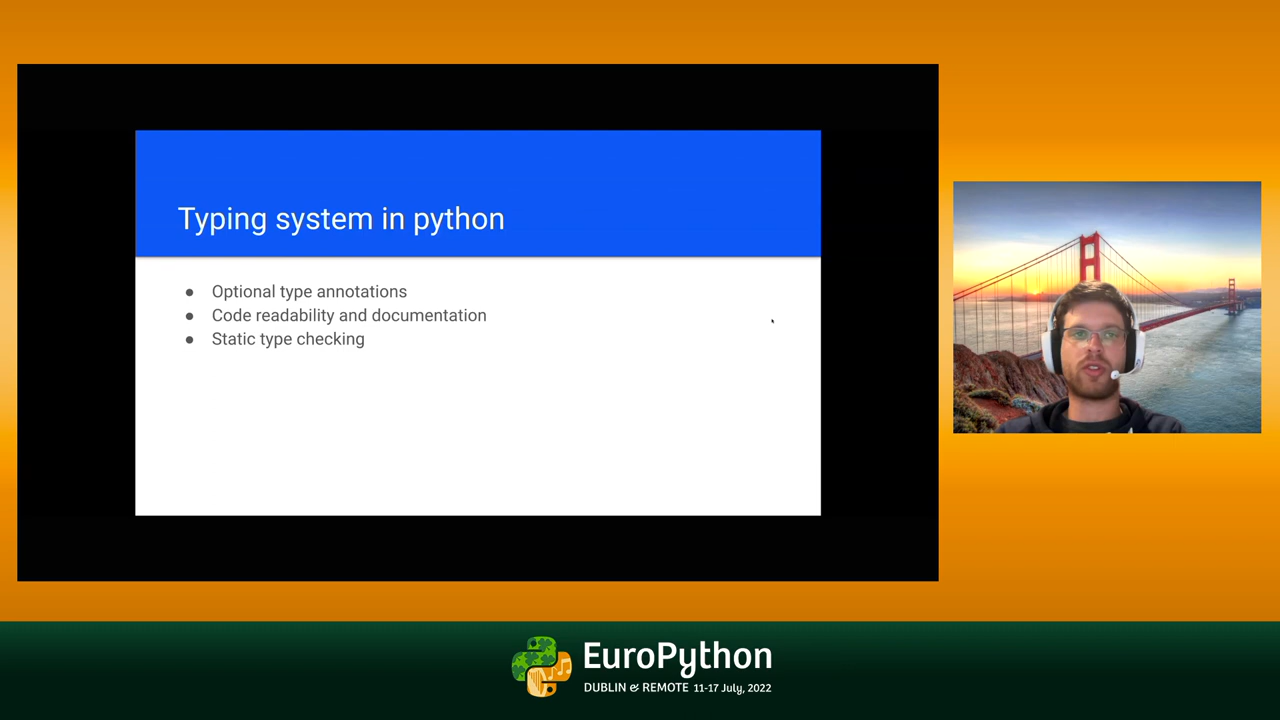 Typing system in python
● Optional type annotations
● Code readability and documentation
● Static type checking
EuroPython
DUBLIN & REMOTE 11-17 July, 2022